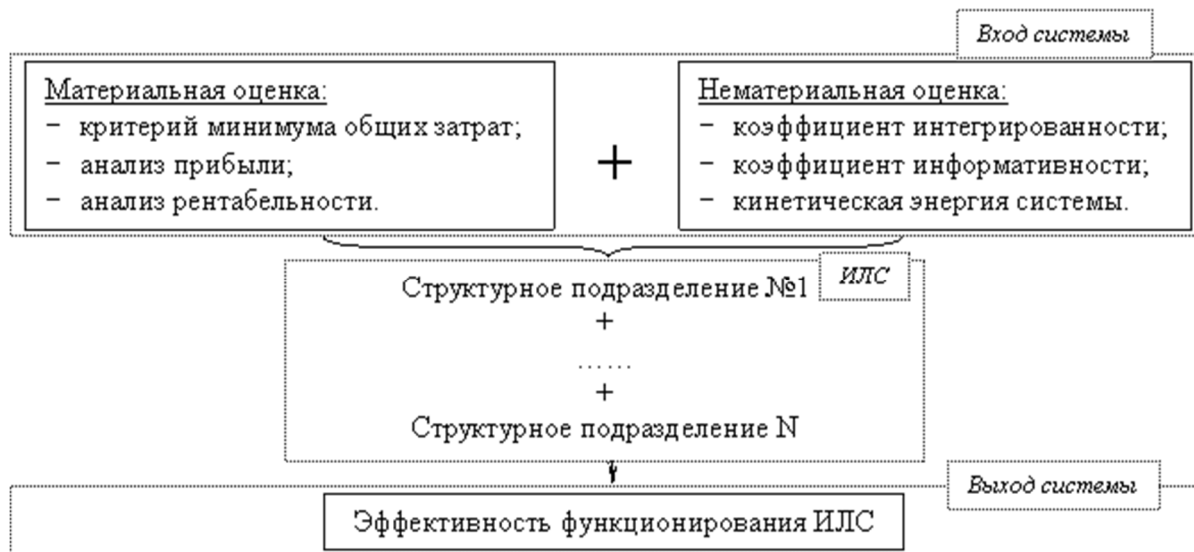 Вход системы
Материальная оценка:
− критерий минимума общих затрат;
− анализ прибыли;
− анализ рентабельности.
+
Нематериальная оценка:
− коэффициент интегрированности;
− коэффициент информативности;
− кинетическая энергия системы.
ИЛС
Структурное подразделение №1
+
……
+
Структурное подразделение N
Выход системы
Эффективность функционирования ИЛС